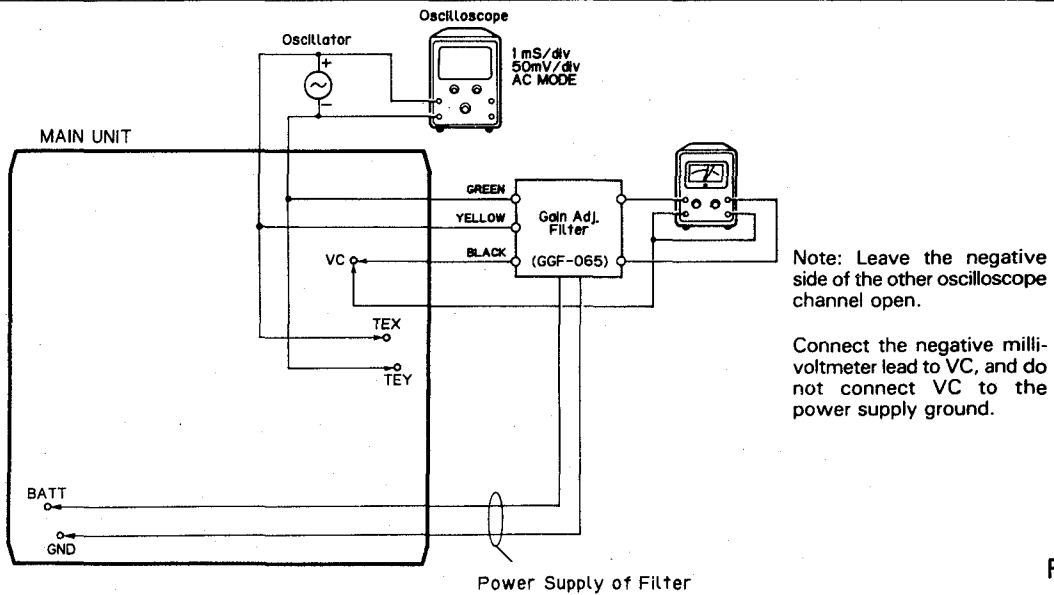 Oscilloscope
Oscillator
1 mS/div
50mV/div
AC MODE
+
−
MAIN UNIT
GREEN
YELLOW
BLACK
Gain Adj.
Filter
(GGF-065)
VC
TEX
TEY
BATT
GND
Power Supply of Filter
Note: Leave the negative
side of the other oscilloscope
channel open.
Connect the negative milli-
voltmeter lead to VC, and do
not connect VC to the
power supply ground.